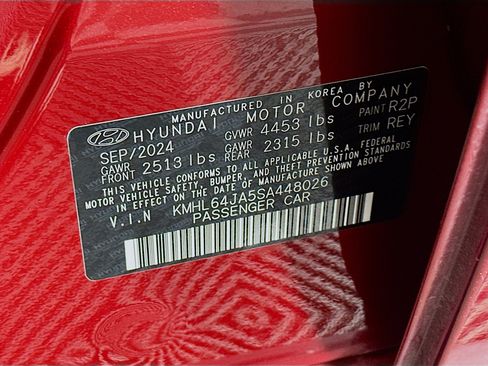 MANUFACTURED IN KOREA BY
HYUNDAI MOTOR COMPANY
SEP/2024 GVWR 4453 lbs PAINT R2P
GAWR FRONT 2513 lbs GAWR REAR 2315 lbs TRIM REY
THIS VEHICLE CONFORMS TO ALL APPLICABLE U.S.A. FEDERAL
MOTOR VEHICLE SAFETY, BUMPER, AND THEFT PREVENTION STANDARDS
IN EFFECT ON THE DATE OF MANUFACTURE SHOWN ABOVE.
V.I.N KMHL64JA5SA448026
PASSENGER CAR